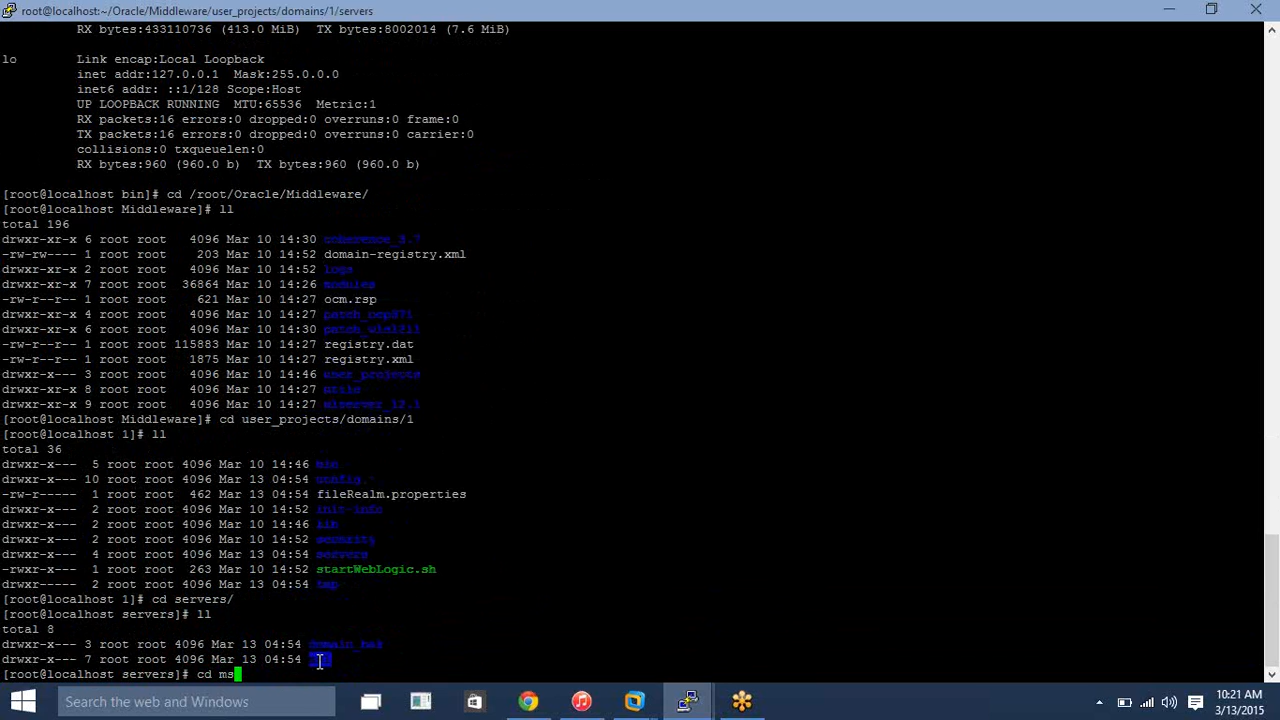 root@localhost:~/Oracle/Middleware/user_projects/domains/1/servers
RX bytes:433110736 (413.0 MiB)  TX bytes:8002014 (7.6 MiB)
lo        Link encap:Local Loopback
inet addr:127.0.0.1  Mask:255.0.0.0
inet6 addr: ::1/128 Scope:Host
UP LOOPBACK RUNNING  MTU:65536  Metric:1
RX packets:16 errors:0 dropped:0 overruns:0 frame:0
TX packets:16 errors:0 dropped:0 overruns:0 carrier:0
collisions:0 txqueuelen:0
RX bytes:960 (960.0 b)  TX bytes:960 (960.0 b)
[root@localhost bin]# cd /root/Oracle/Middleware/
[root@localhost Middleware]# ll
total 196
drwxr-xr-x 6 root root   4096 Mar 10 14:30 coherence_3.7
-rw-rw---- 1 root root    203 Mar 10 14:52 domain-registry.xml
drwxr-xr-x 2 root root   4096 Mar 10 14:52 logs
drwxr-xr-x 7 root root  36864 Mar 10 14:26 modules
-rw-r--r-- 1 root root    621 Mar 10 14:27 ocm.rsp
drwxr-xr-x 4 root root   4096 Mar 10 14:27 patch_ocp371
drwxr-xr-x 6 root root   4096 Mar 10 14:30 patch_wls1211
-rw-r--r-- 1 root root 115883 Mar 10 14:27 registry.dat
-rw-r--r-- 1 root root   1875 Mar 10 14:27 registry.xml
drwxr-x--- 3 root root   4096 Mar 10 14:46 user_projects
drwxr-xr-x 8 root root   4096 Mar 10 14:27 utils
drwxr-xr-x 9 root root   4096 Mar 10 14:27 wlserver_12.1
[root@localhost Middleware]# cd user_projects/domains/1
[root@localhost 1]# ll
total 36
drwxr-x---  5 root root 4096 Mar 10 14:46 bin
drwxr-x--- 10 root root 4096 Mar 13 04:54 config
-rw-r-----  1 root root  462 Mar 13 04:54 fileRealm.properties
drwxr-x---  2 root root 4096 Mar 10 14:52 init-info
drwxr-x---  2 root root 4096 Mar 10 14:46 lib
drwxr-x---  2 root root 4096 Mar 10 14:52 security
drwxr-x---  4 root root 4096 Mar 13 04:54 servers
-rwxr-x---  1 root root  263 Mar 10 14:52 startWebLogic.sh
drwxr-x---  2 root root 4096 Mar 13 04:54 tmp
[root@localhost 1]# cd servers/
[root@localhost servers]# ll
total 8
drwxr-x--- 3 root root 4096 Mar 13 04:54 domain_bak
drwxr-x--- 7 root root 4096 Mar 13 04:54
[root@localhost servers]# cd ms
Search the web and Windows
10:21 AM
3/13/2015